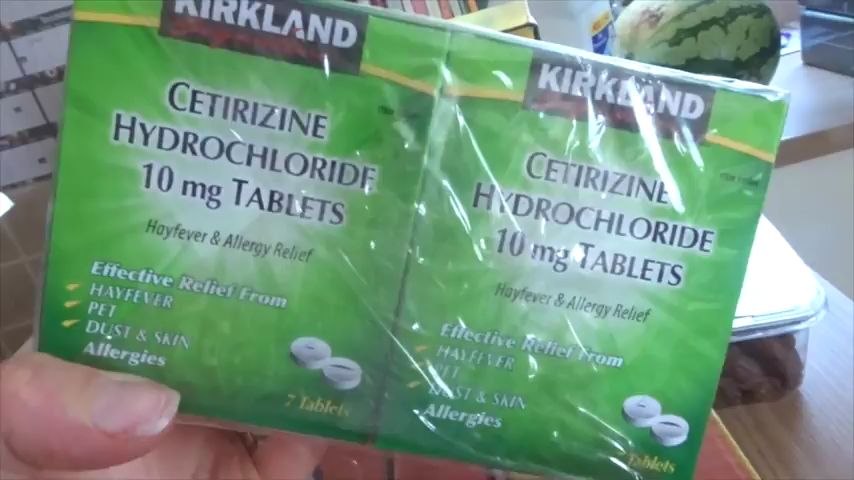 KIRKLAND
CETIRIZINE
HYDROCHLORIDE
10 mg TABLETS
Hayfever & Allergy Relief
Effective Relief From
HAYFEVER
PET
DUST & SKIN
Allergies
7 Tablets
KIRKLAND
CETIRIZINE
HYDROCHLORIDE
10 mg TABLETS
Hayfever & Allergy Relief
Effective Relief From
HAYFEVER
PET
DUST & SKIN
Allergies
Tablets